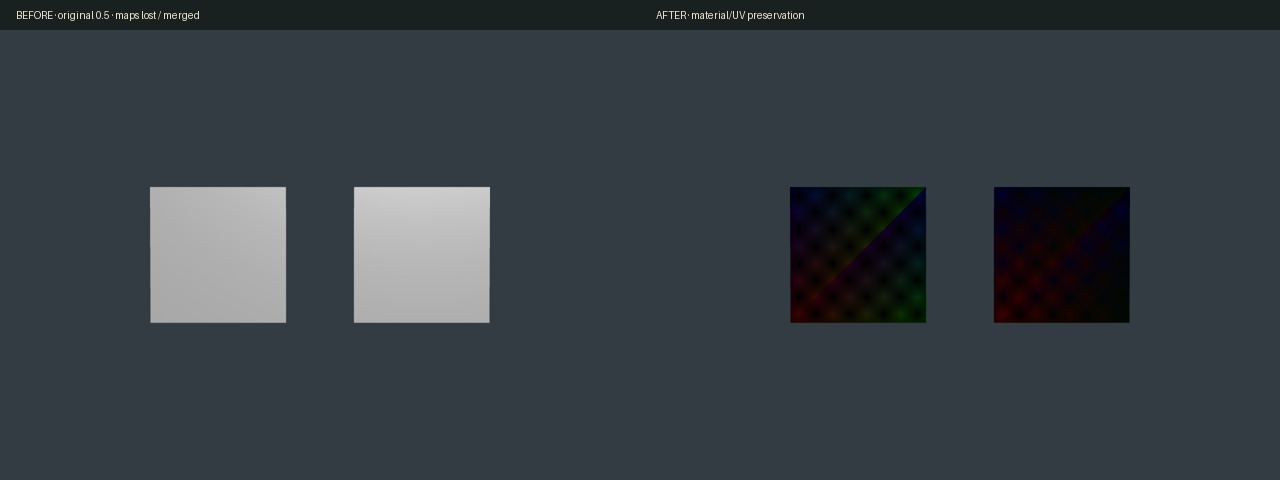 BEFORE · original 0.5 · maps lost / merged
AFTER · material/UV preservation